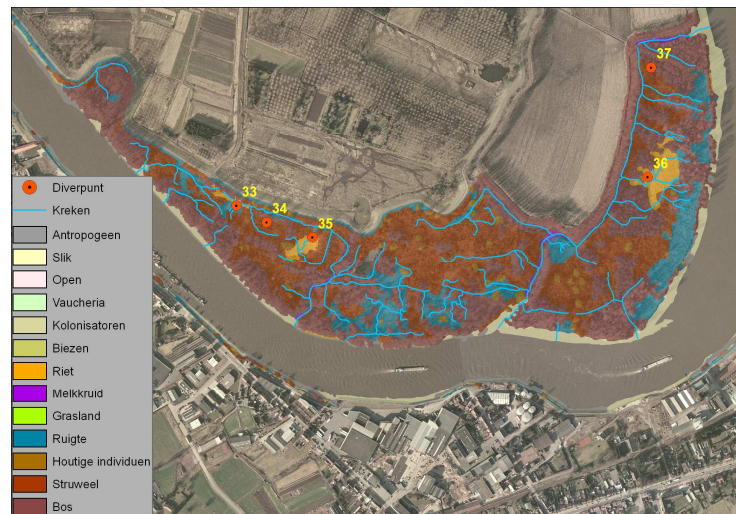 37
36
33
34
35
Diverpunt
Kreken
Antropogeen
Slik
Open
Vaucheria
Kolonisatoren
Biezen
Riet
Melkkruid
Grasland
Ruigte
Houtige individuen
Struweel
Bos